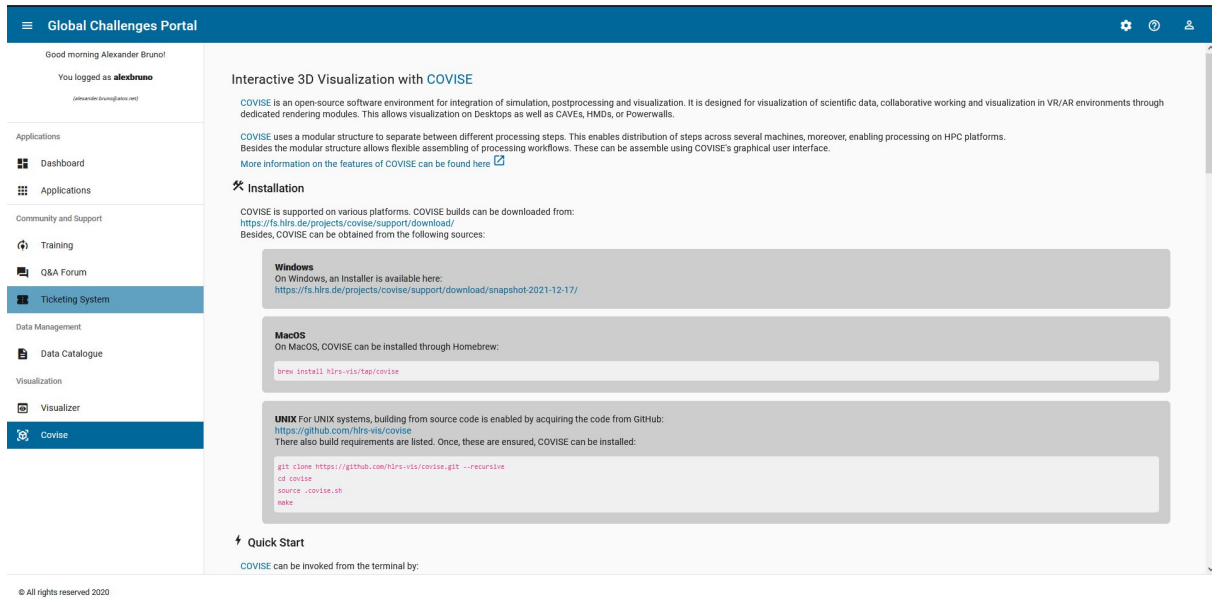 Global Challenges Portal
Good morning Alexander Bruno!
You logged as alexbruno
(alexander.bruno@atos.net)
Applications
Dashboard
Applications
Community and Support
Training
Q&A Forum
Ticketing System
Data Management
Data Catalogue
Visualization
Visualizer
Covise
Interactive 3D Visualization with COVISE
COVISE is an open-source software environment for integration of simulation, postprocessing and visualization. It is designed for visualization of scientific data, collaborative working and visualization in VR/AR environments through
dedicated rendering modules. This allows visualization on Desktops as well as CAVEs, HMDs, or Powerwalls.
COVISE uses a modular structure to separate between different processing steps. This enables distribution of steps across several machines, moreover, enabling processing on HPC platforms.
Besides the modular structure allows flexible assembling of processing workflows. These can be assemble using COVISE's graphical user interface.
More information on the features of COVISE can be found here
Installation
COVISE is supported on various platforms. COVISE builds can be downloaded from:
https://fs.hlrs.de/projects/covise/support/download/
Besides, COVISE can be obtained from the following sources:
Windows
On Windows, an Installer is available here:
https://fs.hlrs.de/projects/covise/support/download/snapshot-2021-12-17/
MacOS
On MacOS, COVISE can be installed through Homebrew:
brew install hlrs-vis/tap/covise
UNIX For UNIX systems, building from source code is enabled by acquiring the code from GitHub:
https://github.com/hlrs-vis/covise
There also build requirements are listed. Once, these are ensured, COVISE can be installed:
git clone https://github.com/hlrs-vis/covise.git --recursive
cd covise
source .covise.sh
make
Quick Start
COVISE can be invoked from the terminal by:
© All rights reserved 2020